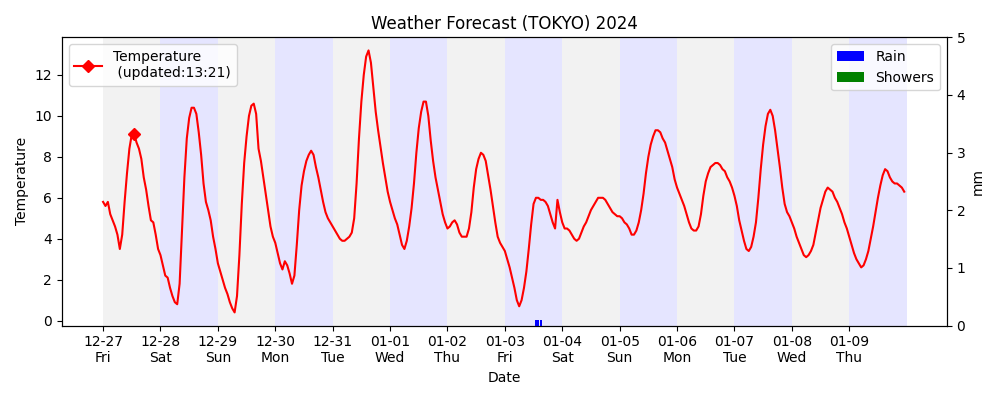 Weather Forecast (TOKYO) 2024
Temperature
(updated:13:21)
Rain
Showers
Temperature
12
10
8
6
4
2
0
5
4
3
2
1
0
mm
12-27 12-28 12-29 12-30 12-31 01-01 01-02 01-03 01-04 01-05 01-06 01-07 01-08 01-09
Fri Sat Sun Mon Tue Wed Thu Fri Sat Sun Mon Tue Wed Thu
Date